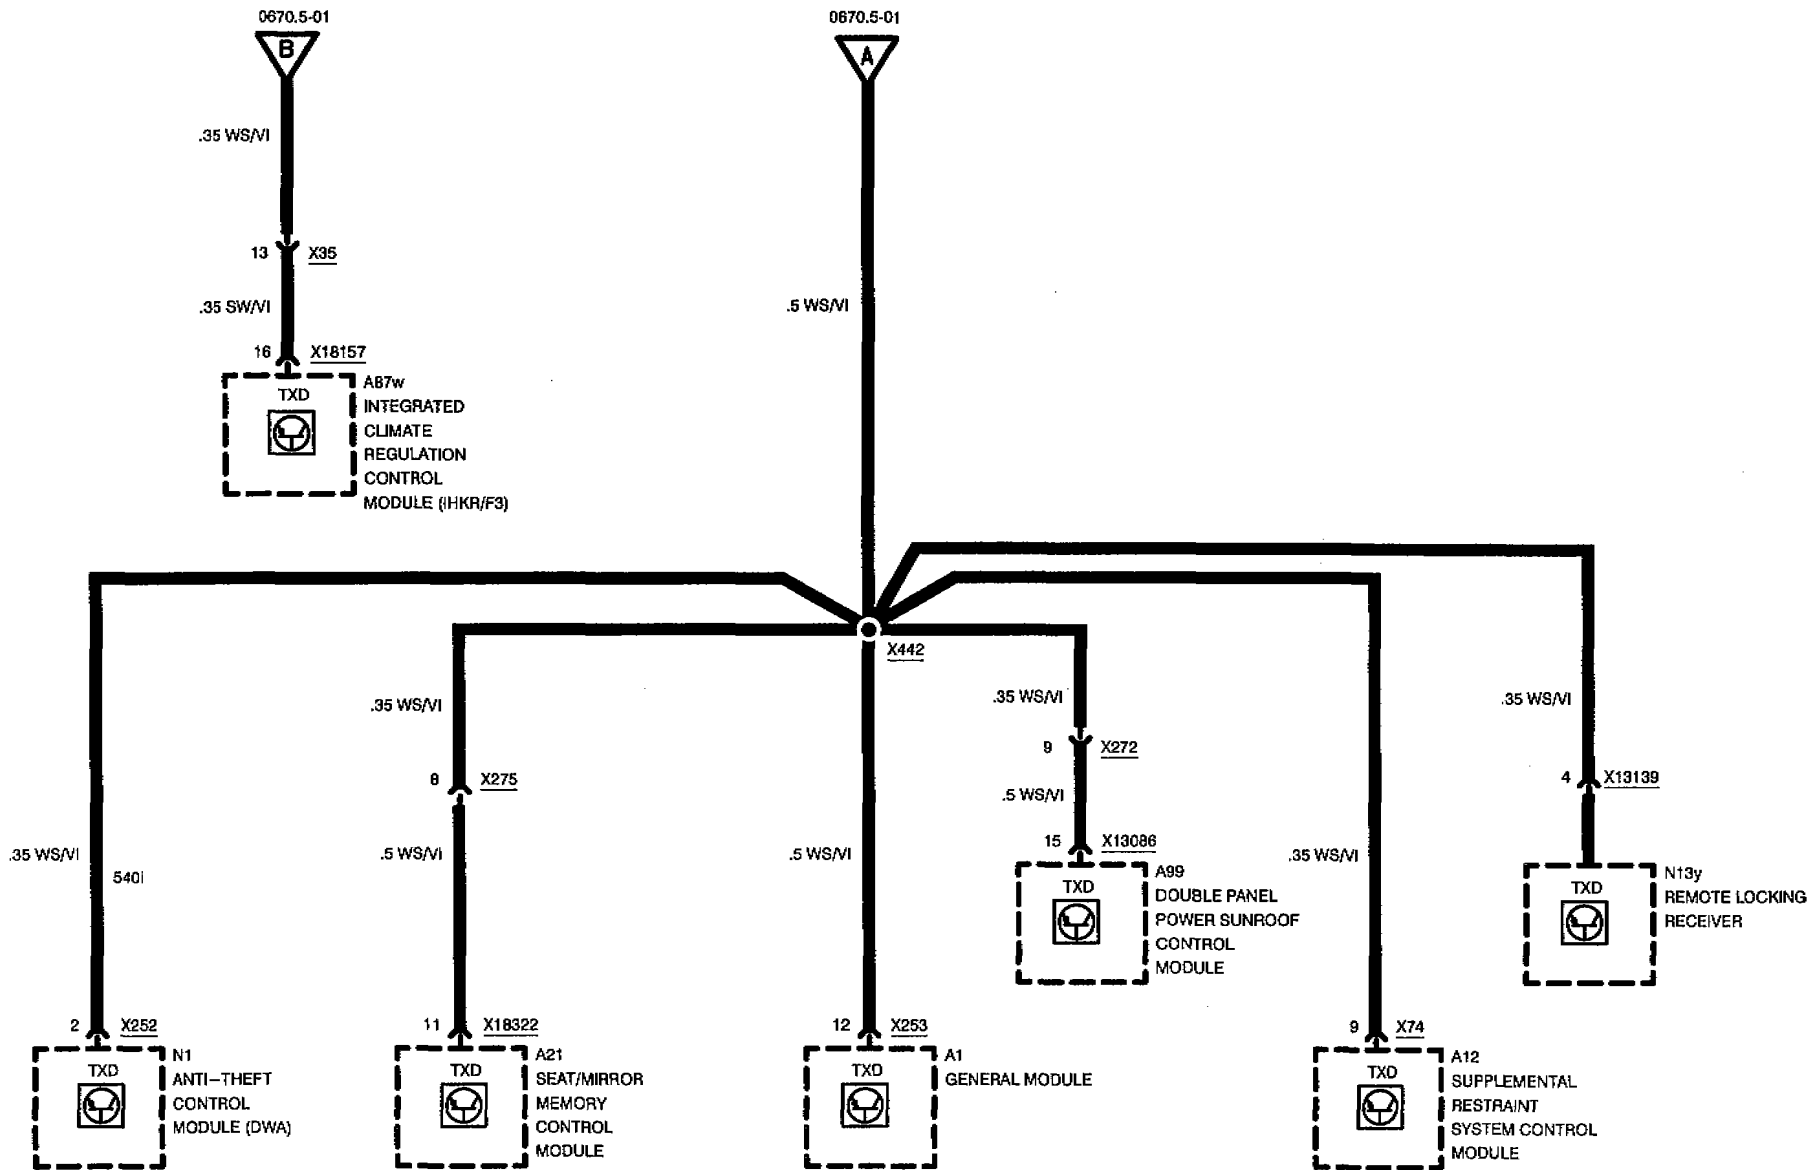 0670.5-01
B
.35 WS/VI
13 X35
.35 SW/VI
16 X18157
TXD
A87w
INTEGRATED
CLIMATE
REGULATION
CONTROL
MODULE (IHKR/F3)
0670.5-01
A
.5 WS/VI
X442
.35 WS/VI
540i
2 X252
TXD
N1
ANTI-THEFT
CONTROL
MODULE (DWA)
.35 WS/VI
8 X275
.5 WS/VI
11 X18322
TXD
A21
SEAT/MIRROR
MEMORY
CONTROL
MODULE
.5 WS/VI
12 X253
TXD
A1
GENERAL MODULE
.35 WS/VI
9 X272
.5 WS/VI
15 X13086
TXD
A99
DOUBLE PANEL
POWER SUNROOF
CONTROL
MODULE
.35 WS/VI
9 X74
TXD
A12
SUPPLEMENTAL
RESTRAINT
SYSTEM CONTROL
MODULE
.35 WS/VI
4 X13139
TXD
N13y
REMOTE LOCKING
RECEIVER